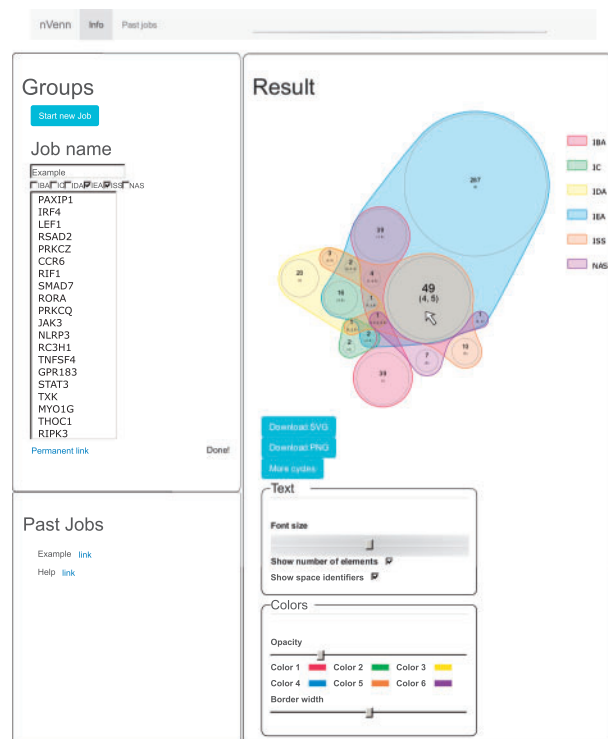 nVenn Info Past jobs
Groups
Start new Job
Job name
Example
IBA IC IDA IEA ISS NAS
PAXIP1
IRF4
LEF1
RSAD2
PRKCZ
CCR6
RIF1
SMAD7
RORA
PRKCQ
JAK3
NLRP3
RC3H1
TNFSF4
GPR183
STAT3
TXK
MYO1G
THOC1
RIPK3
Permanent link Done!
Past Jobs
Example link
Help link
Result
267
39
3
2
4
20
16
1
49
(4, 5)
1
1
3
2
2
7
10
38
IBA
IC
IDA
IEA
ISS
NAS
Download SVG
Download PNG
More cycles
Text
Font size
Show number of elements
Show space identifiers
Colors
Opacity
Color 1 Color 2 Color 3
Color 4 Color 5 Color 6
Border width